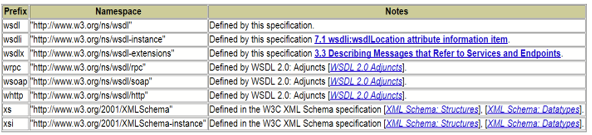 Prefix Namespace Notes
wsdl "http://www.w3.org/ns/wsdl" Defined by this specification.
wsdli "http://www.w3.org/ns/wsdl-instance" Defined by this specification 7.1 wsdli:wsdlLocation attribute information item.
wsdlx "http://www.w3.org/ns/wsdl-extensions" Defined by this specification 3.3 Describing Messages that Refer to Services and Endpoints.
wrpc "http://www.w3.org/ns/wsdl/rpc" Defined by WSDL 2.0: Adjuncts [WSDL 2.0 Adjuncts].
wsoap "http://www.w3.org/ns/wsdl/soap" Defined by WSDL 2.0: Adjuncts [WSDL 2.0 Adjuncts].
whttp "http://www.w3.org/ns/wsdl/http" Defined by WSDL 2.0: Adjuncts [WSDL 2.0 Adjuncts].
xs "http://www.w3.org/2001/XMLSchema" Defined in the W3C XML Schema specification [XML Schema: Structures], [XML Schema: Datatypes].
xsi "http://www.w3.org/2001/XMLSchema-instance" Defined in the W3C XML Schema specification [XML Schema: Structures], [XML Schema: Datatypes].